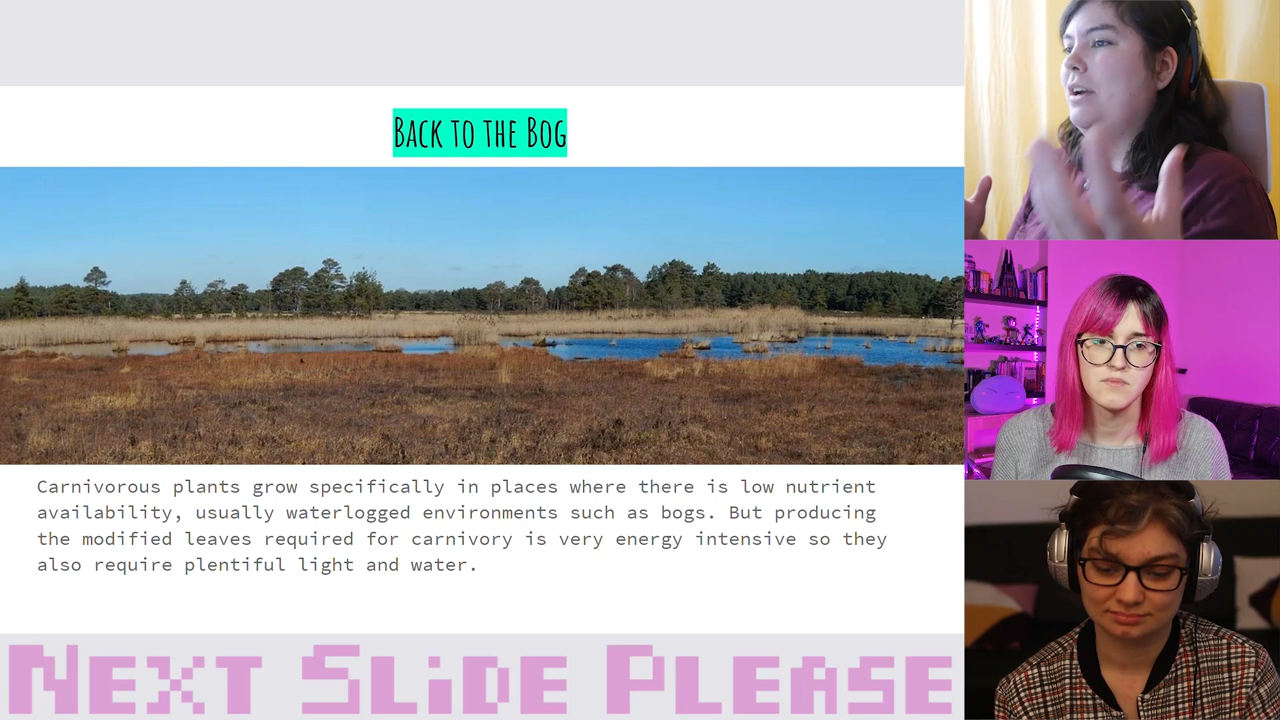 Back to the Bog
Carnivorous plants grow specifically in places where there is low nutrient
availability, usually waterlogged environments such as bogs. But producing
the modified leaves required for carnivory is very energy intensive so they
also require plentiful light and water.
Next Slide Please